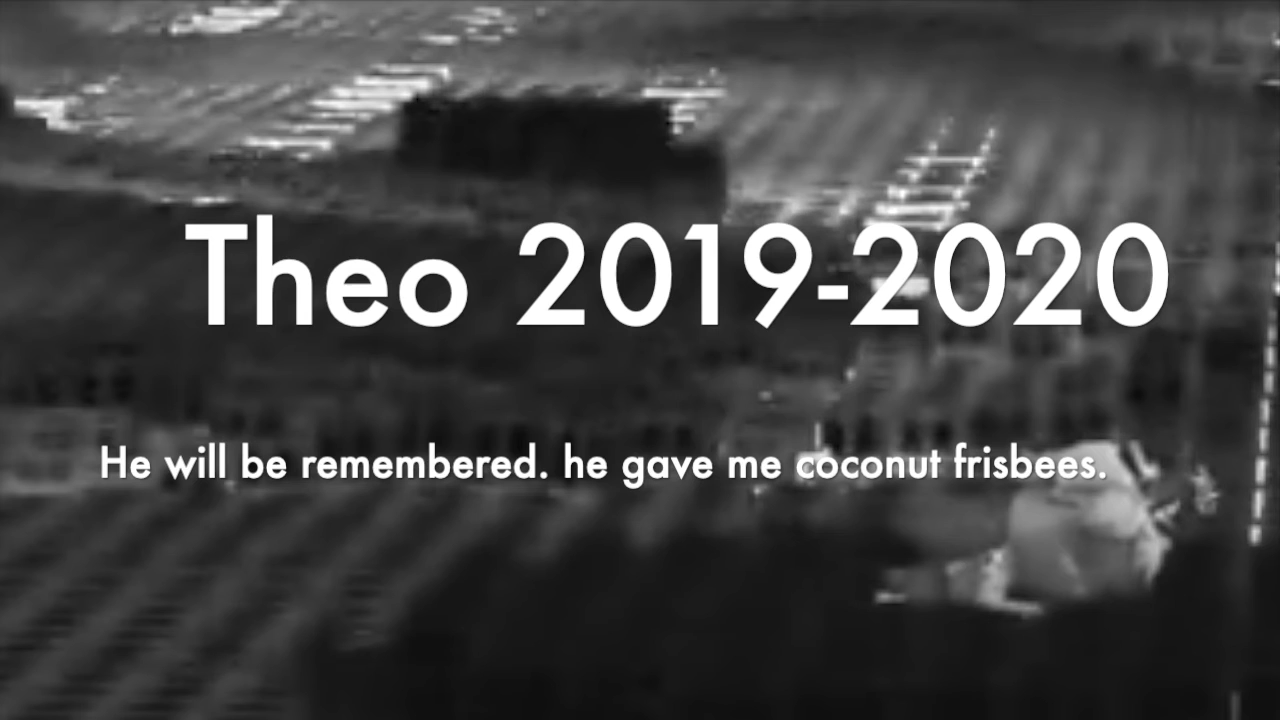 Theo 2019-2020
He will be remembered. he gave me coconut frisbees.